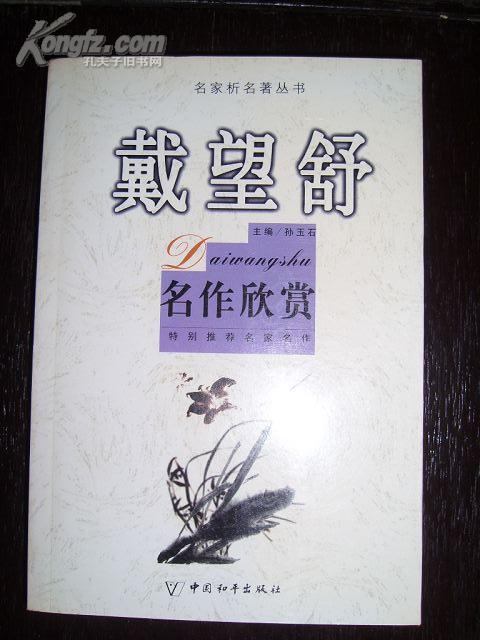 Kongfz.com
孔夫子旧书网
名家析名著丛书
戴望舒
主编/孙玉石
Daiwangshu
名作欣赏
特别推荐名家名作
中国和平出版社